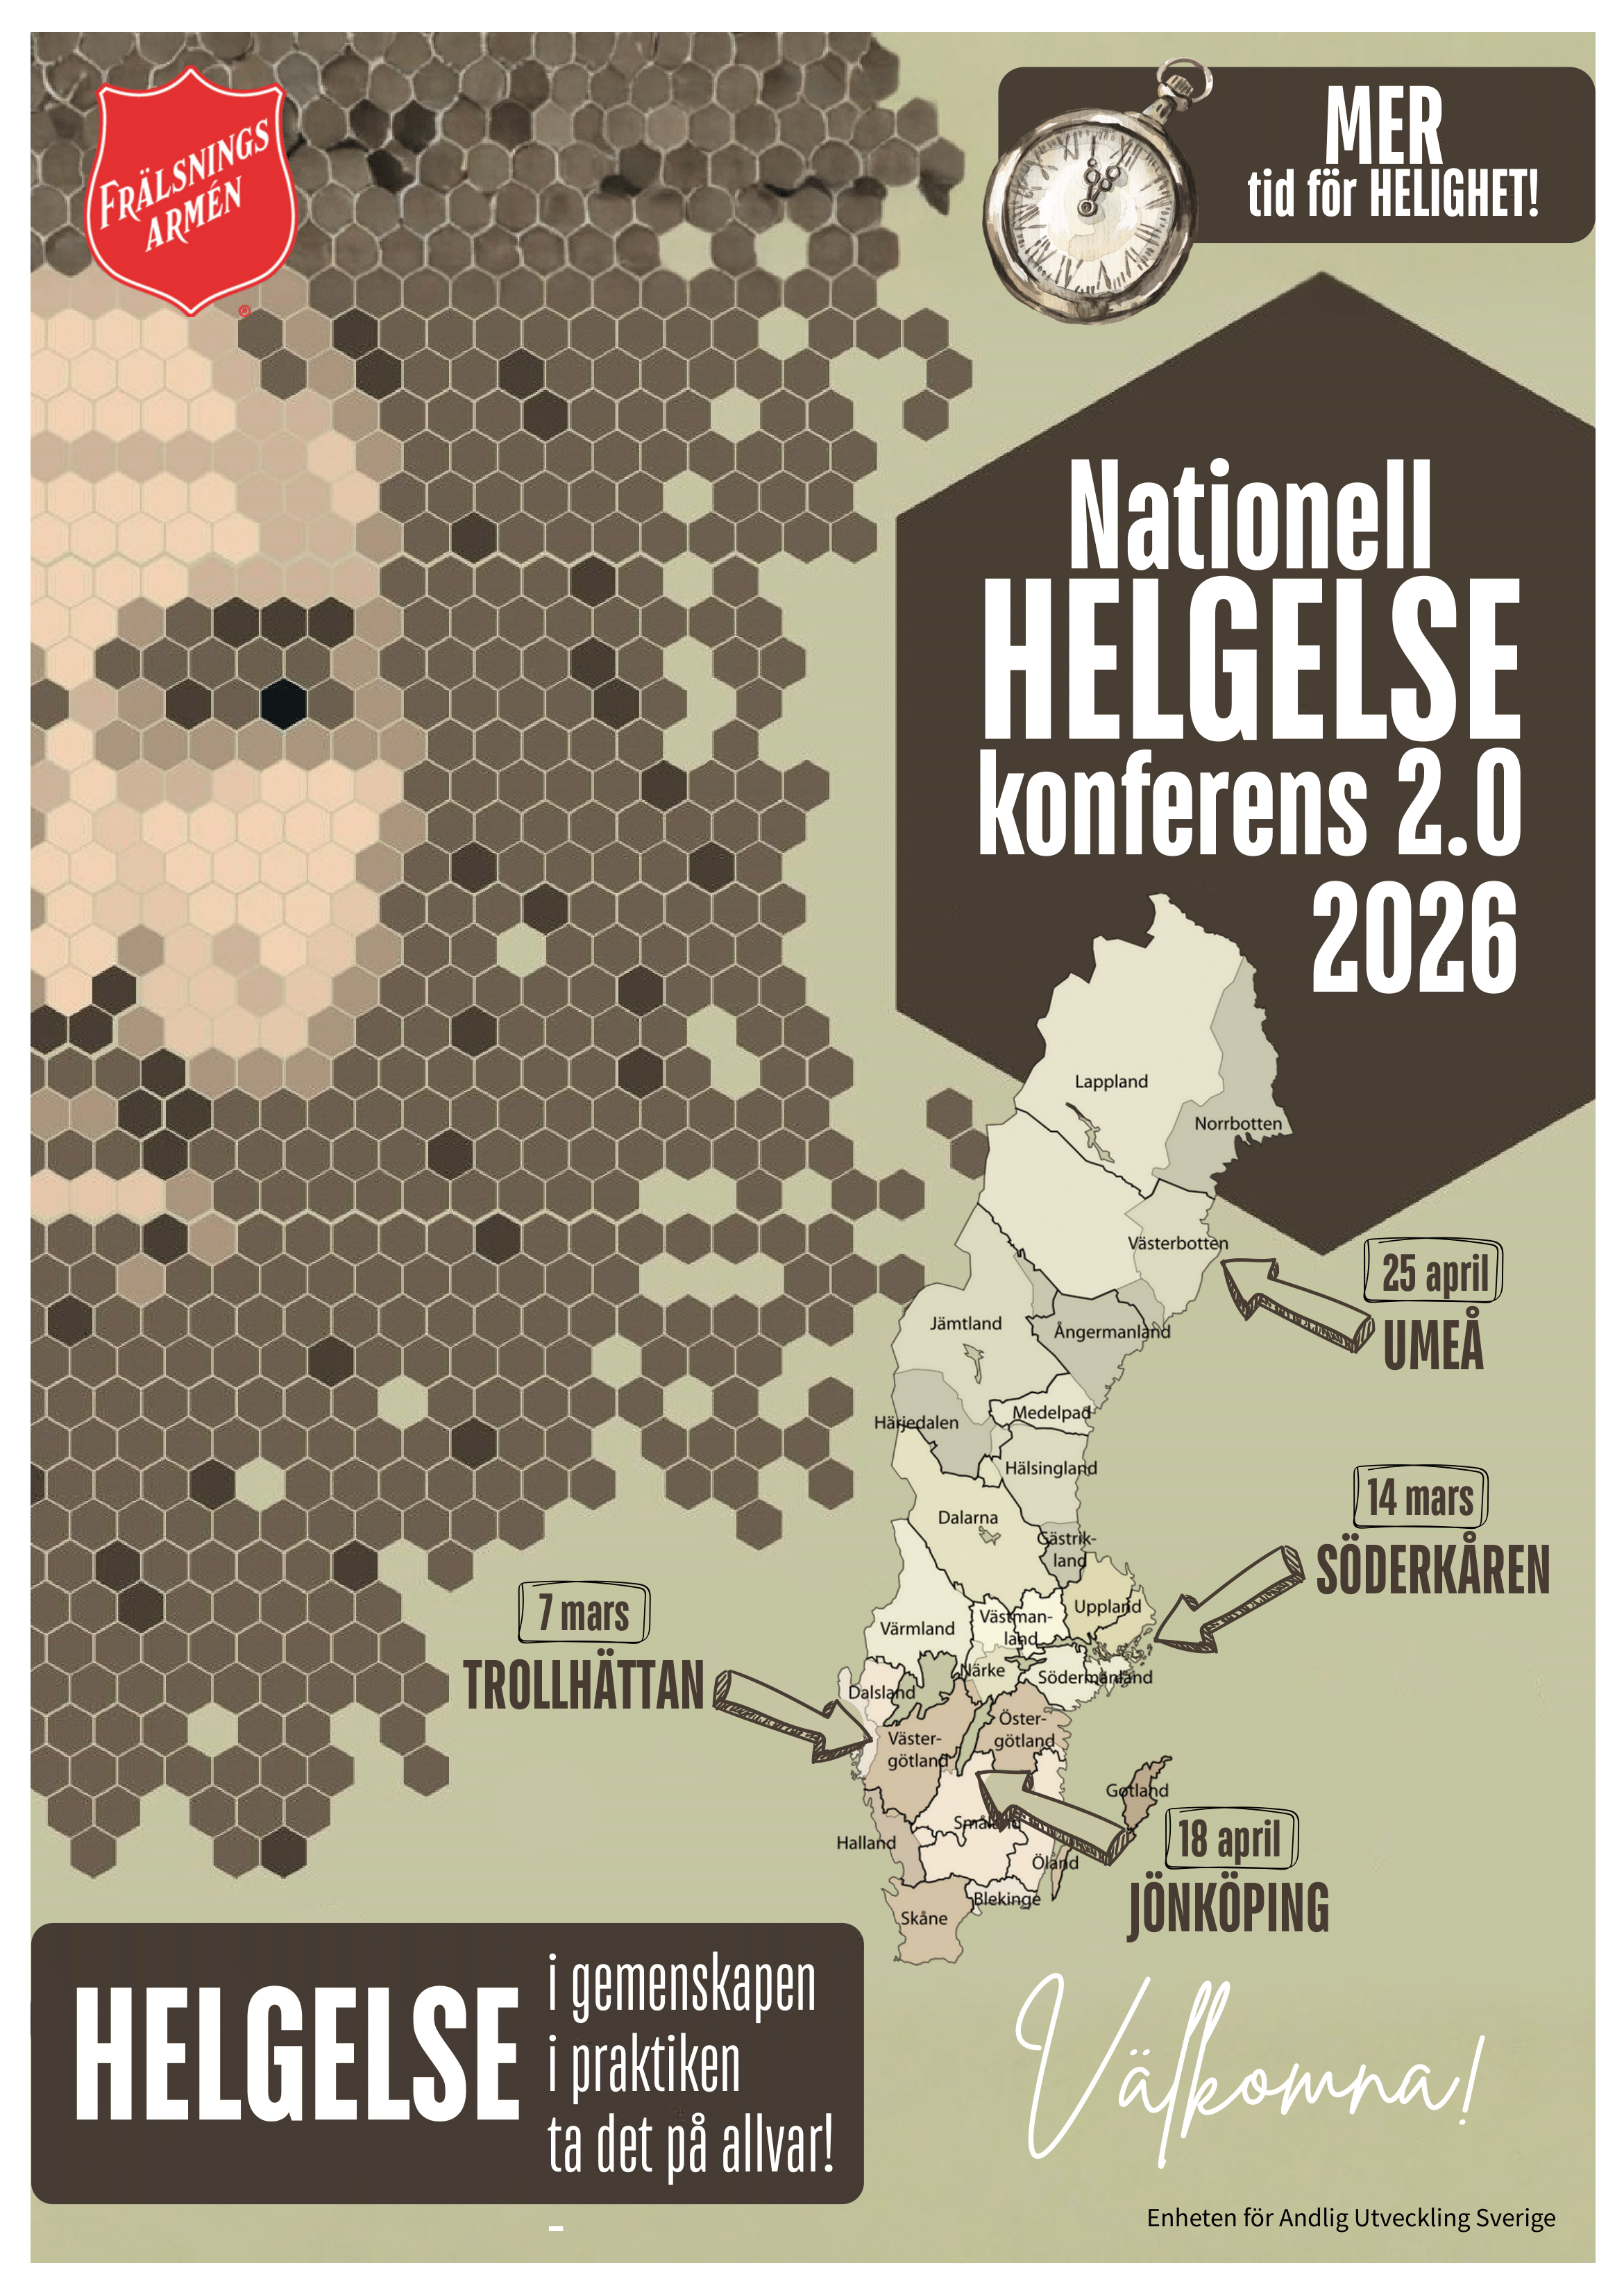 FRÄLSNINGS
ARMÉN
®
MER
tid för HELIGHET!
Nationell
HELGELSE
konferens 2.0
2026
Lappland
Norrbotten
Västerbotten
25 april
UMEÅ
Jämtland
Ångermanland
Härjedalen
Medelpad
Hälsingland
14 mars
SÖDERKÅREN
Dalarna
Gästrik-
land
Uppland
Västman-
land
Värmland
7 mars
TROLLHÄTTAN
Närke
Södermanland
Dalsland
Väster-
götland
Öster-
götland
Gotland
Småland
18 april
JÖNKÖPING
Halland
Öland
Blekinge
Skåne
HELGELSE
i gemenskapen
i praktiken
ta det på allvar!
-
Välkomna!
Enheten för Andlig Utveckling Sverige